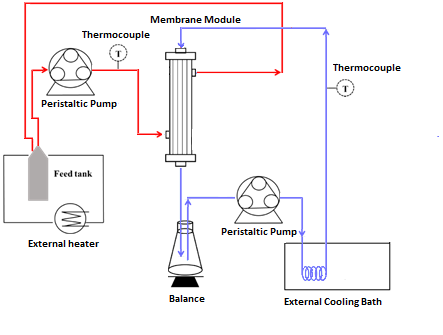 Membrane Module
Thermocouple
T
Peristaltic Pump
Thermocouple
T
Feed tank
External heater
Peristaltic Pump
Balance
External Cooling Bath